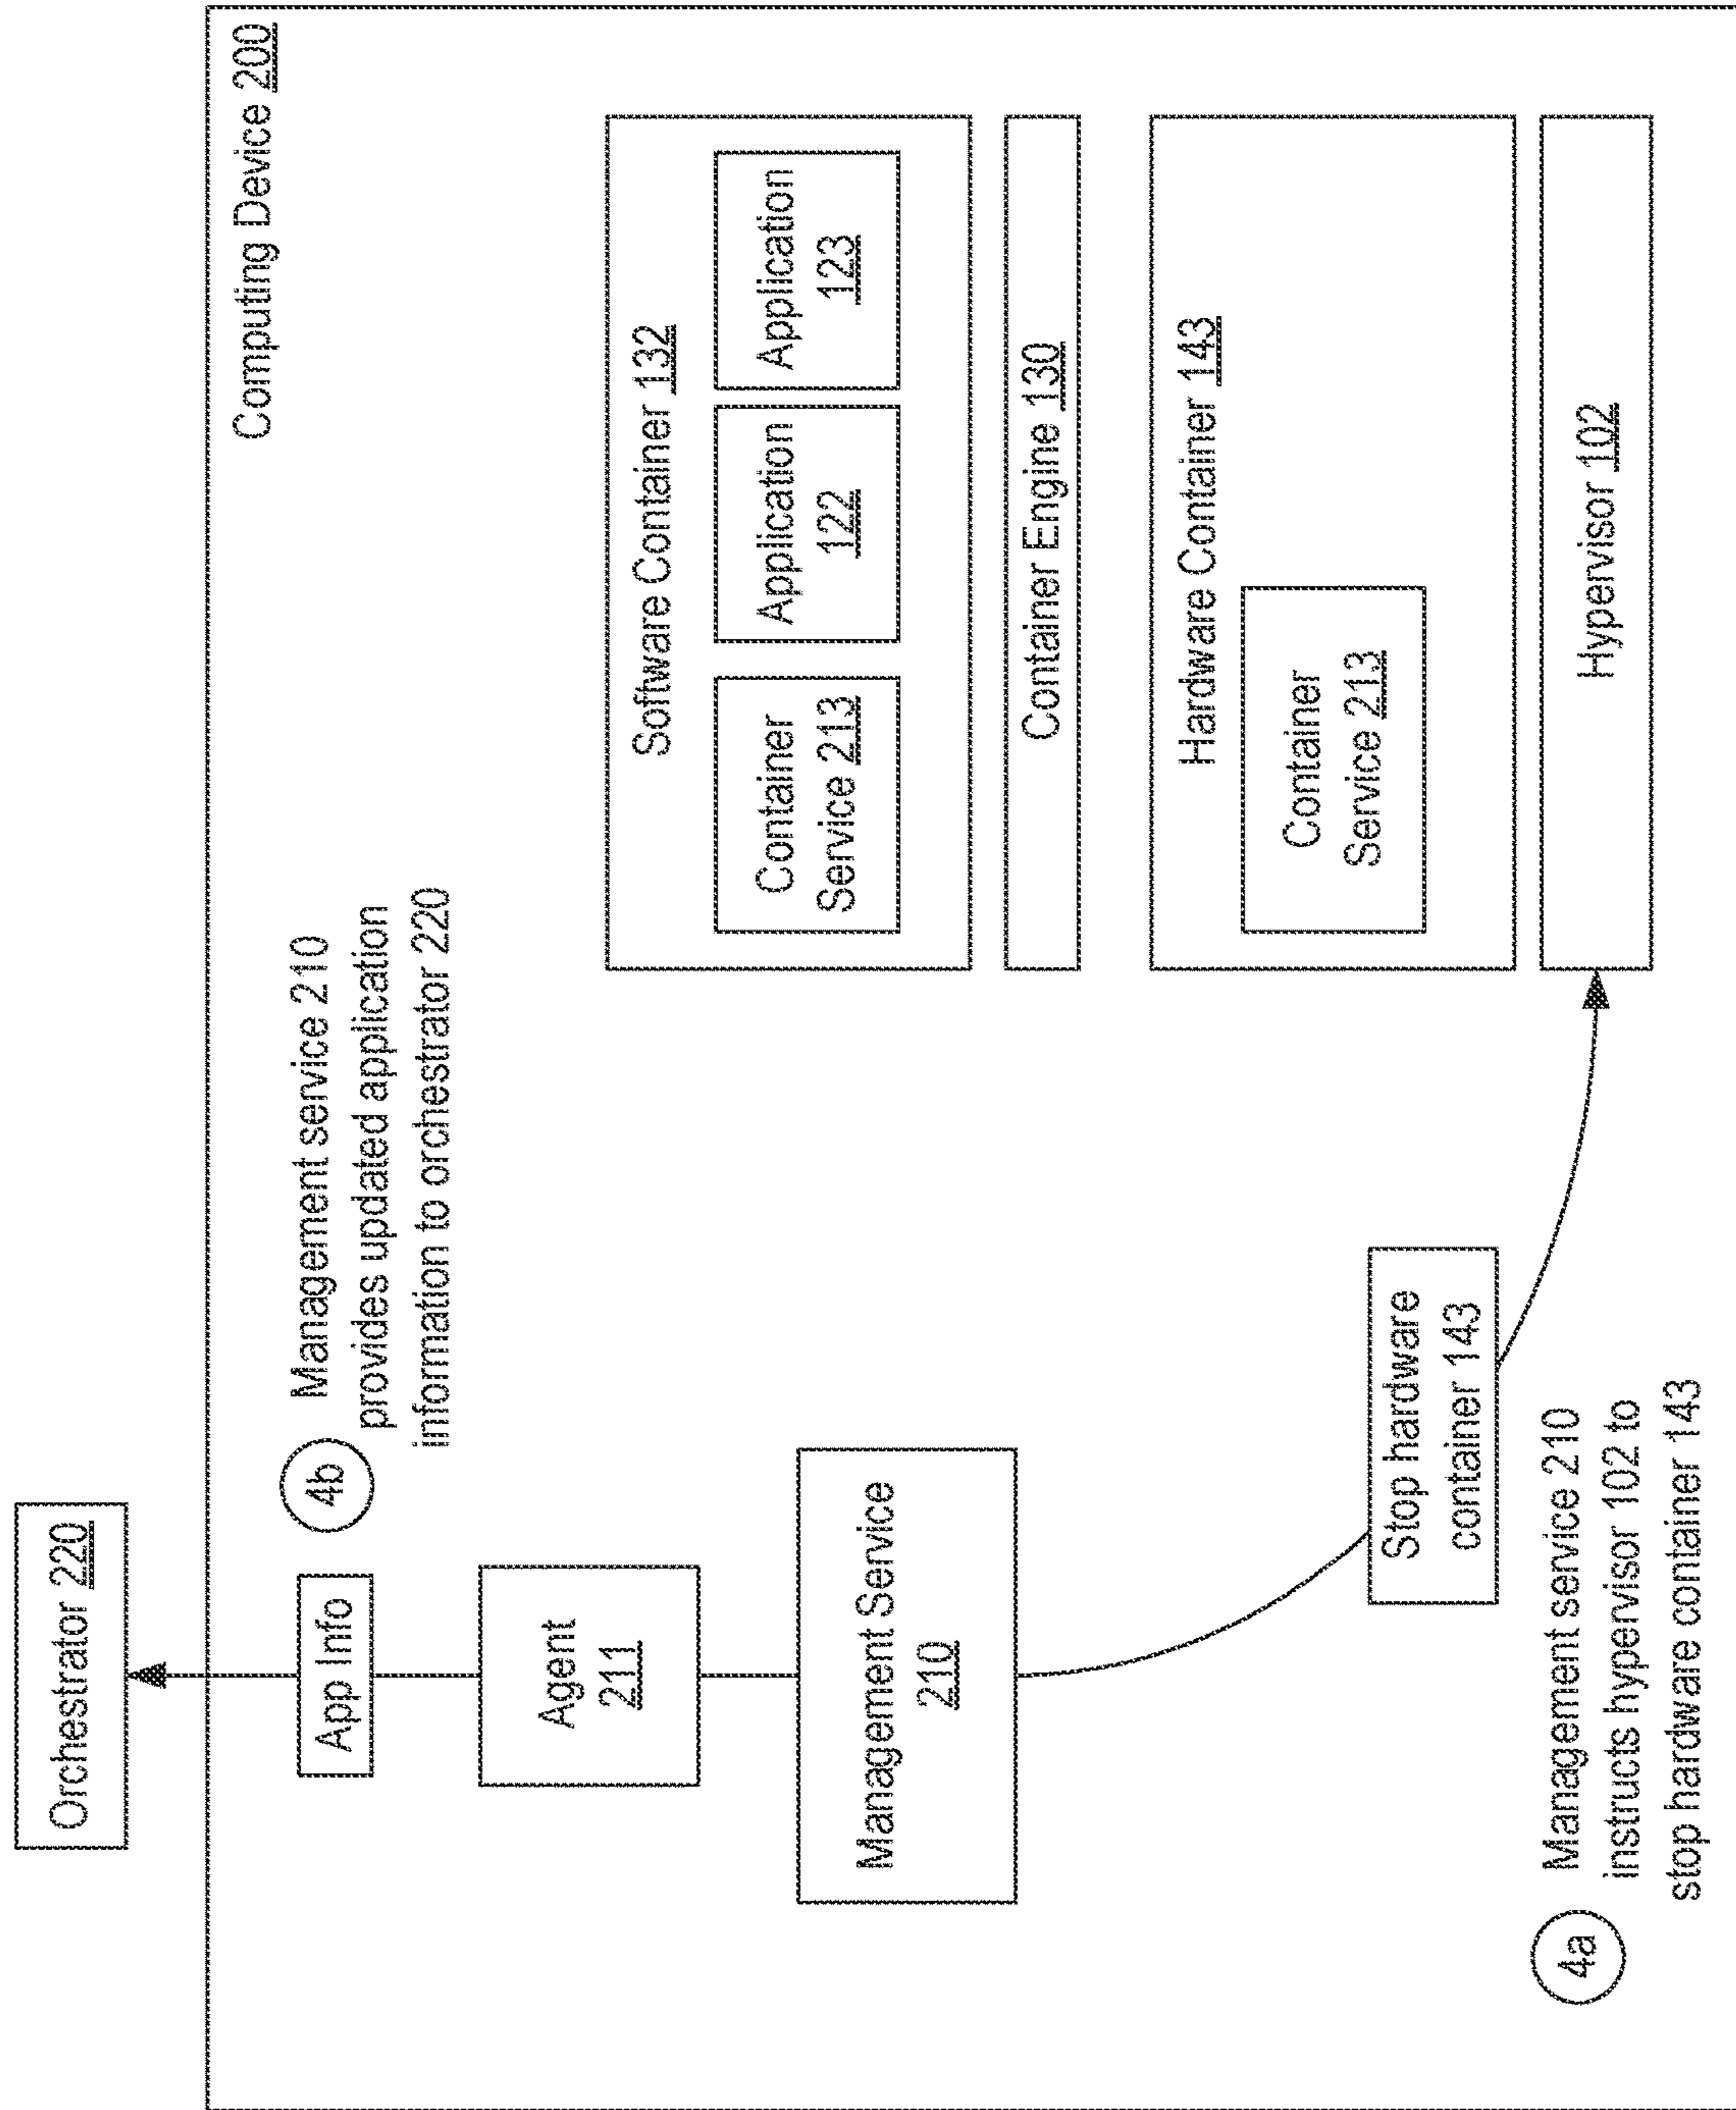 Orchestrator 220
Computing Device 200
App Info
4b
Management service 210
provides updated application
information to orchestrator 220
Agent
211
Management Service
210
Stop hardware
container 143
4a
Management service 210
instructs hypervisor 102 to
stop hardware container 143
Software Container 132
Container
Service 213
Application
122
Application
123
Container Engine 130
Hardware Container 143
Container
Service 213
Hypervisor 102